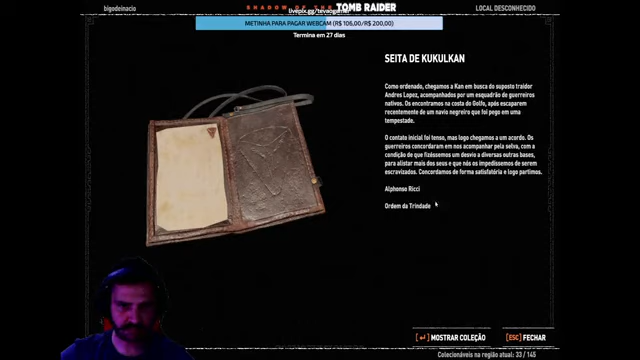 bigodeinacio
SHADOW OF THE TOMB RAIDER
LOCAL DESCONHECIDO
livepix.gg/tevaogamer
METINHA PARA PAGAR WEBCAM (R$ 106,00/R$ 200,00)
Termina em 27 dias
SEITA DE KUKULKAN
Como ordenado, chegamos a Kan em busca do suposto traidor
Andres Lopez, acompanhados por um esquadrão de guerreiros
nativos. Os encontramos na costa do Golfo, após escaparem
recentemente de um navio negreiro que foi pego em uma
tempestade.
O contato inicial foi tenso, mas logo chegamos a um acordo. Os
guerreiros concordaram em nos acompanhar pela selva, com a
condição de que fizéssemos um desvio a diversas outras bases,
para alistar mais dos seus e que nós os impedíssemos de serem
escravizados. Concordamos de forma satisfatória e logo partimos.
Alphonso Ricci
Ordem da Trindade
[↵] MOSTRAR COLEÇÃO
[ESC] FECHAR
Colecionáveis na região atual: 33 / 145